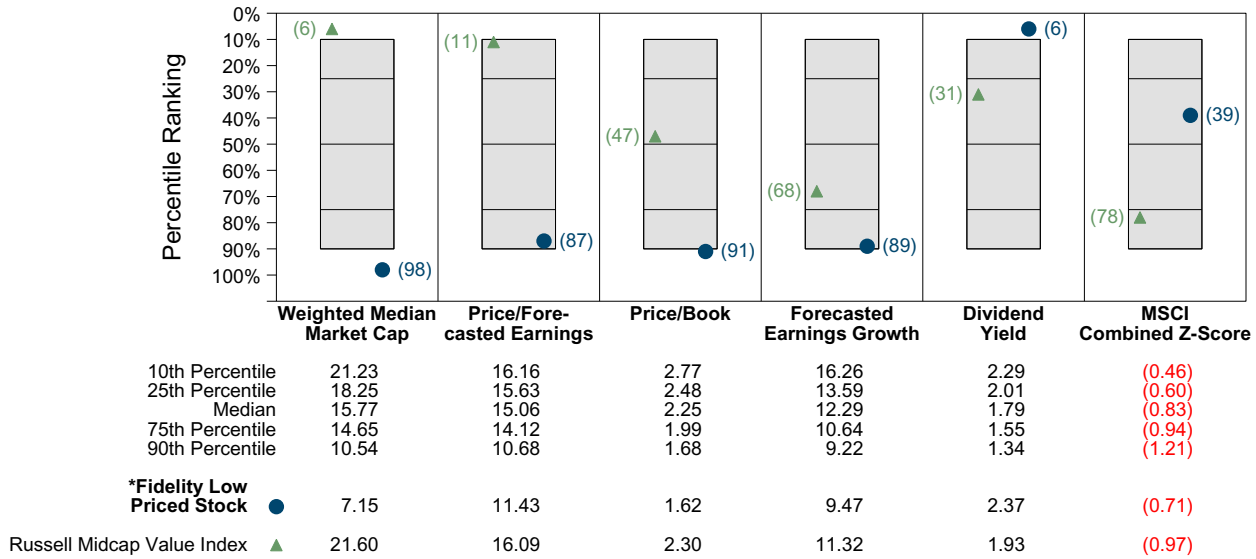 Percentile Ranking
0%
10%
20%
30%
40%
50%
60%
70%
80%
90%
100%
(6)
(98)
(11)
(87)
(47)
(91)
(68)
(89)
(6)
(31)
(39)
(78)
Weighted Median
Market Cap
Price/Fore-
casted Earnings
Price/Book
Forecasted
Earnings Growth
Dividend
Yield
MSCI
Combined Z-Score
10th Percentile 21.23 16.16 2.77 16.26 2.29 (0.46)
25th Percentile 18.25 15.63 2.48 13.59 2.01 (0.60)
Median 15.77 15.06 2.25 12.29 1.79 (0.83)
75th Percentile 14.65 14.12 1.99 10.64 1.55 (0.94)
90th Percentile 10.54 10.68 1.68 9.22 1.34 (1.21)
*Fidelity Low
Priced Stock 7.15 11.43 1.62 9.47 2.37 (0.71)
Russell Midcap Value Index 21.60 16.09 2.30 11.32 1.93 (0.97)